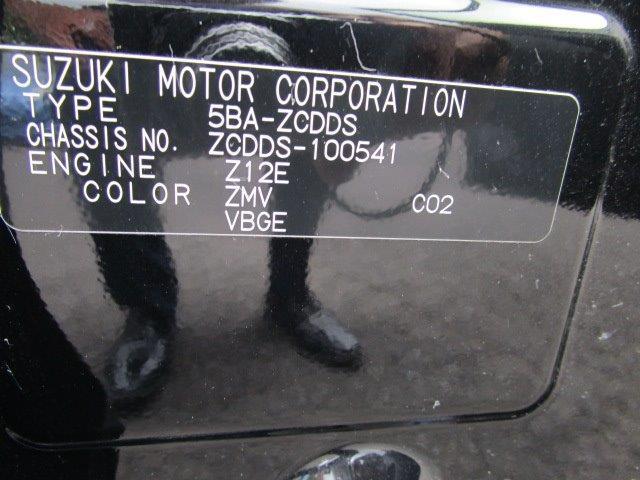 SUZUKI MOTOR CORPORATION
TYPE 5BA-ZCDDS
CHASSIS NO. ZCDDS-100541
ENGINE Z12E
COLOR ZMV C02
VBGE